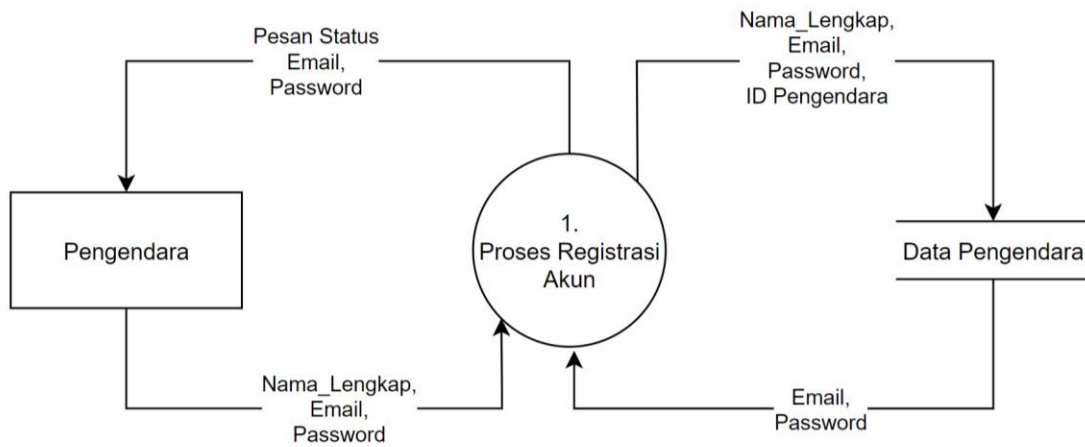 Pesan Status
Email,
Password
Nama_Lengkap,
Email,
Password,
ID Pengendara
Pengendara
1.
Proses Registrasi
Akun
Data Pengendara
Nama_Lengkap,
Email,
Password
Email,
Password